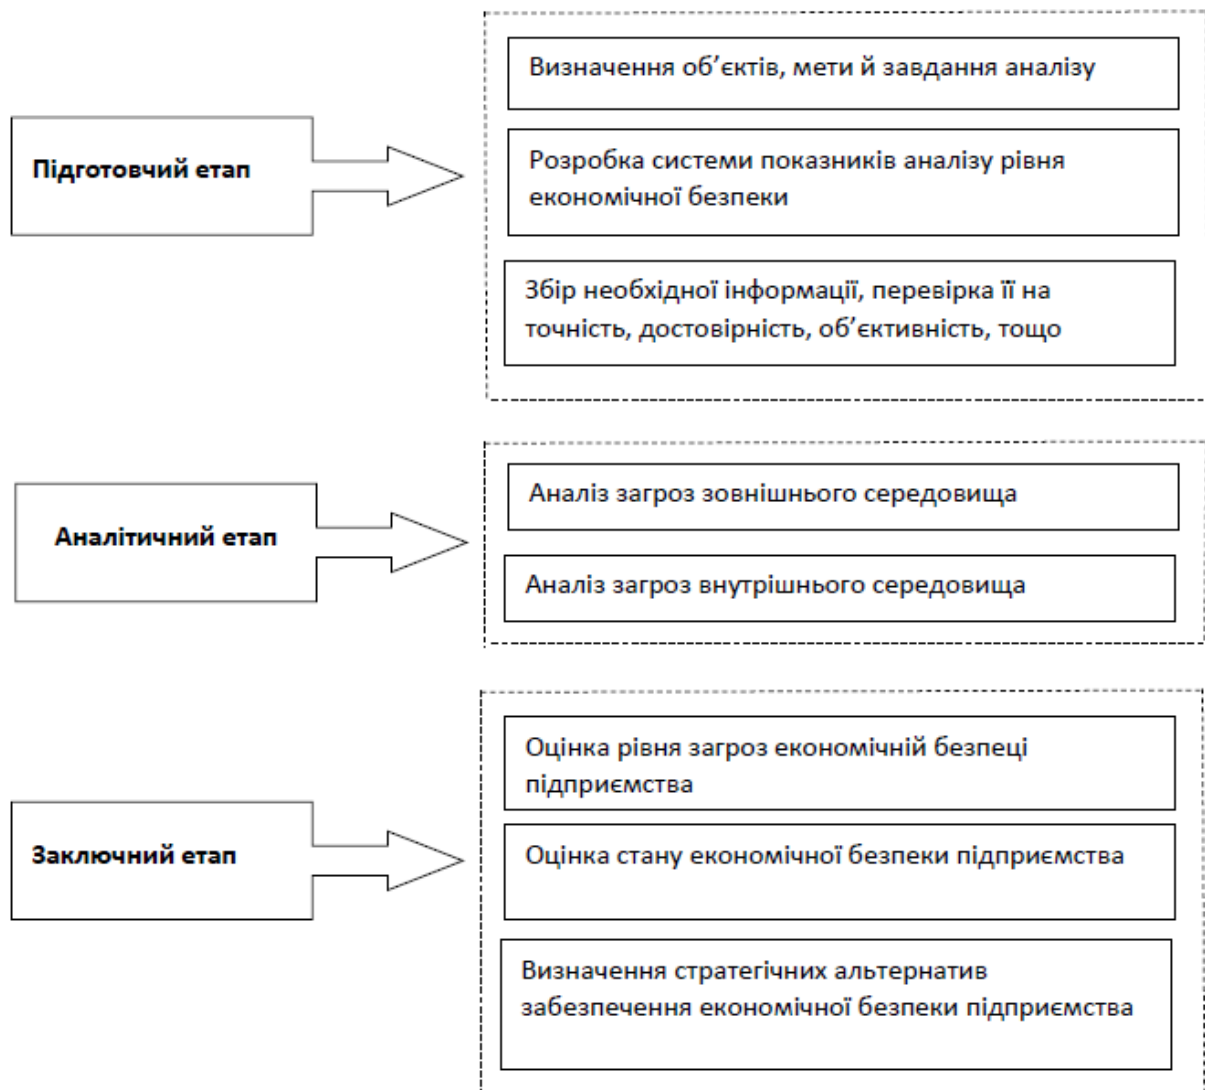 Підготовчий етап
Визначення об’єктів, мети й завдання аналізу
Розробка системи показників аналізу рівня
економічної безпеки
Збір необхідної інформації, перевірка її на
точність, достовірність, об’єктивність, тощо
Аналітичний етап
Аналіз загроз зовнішнього середовища
Аналіз загроз внутрішнього середовища
Заключний етап
Оцінка рівня загроз економічній безпеці
підприємства
Оцінка стану економічної безпеки підприємства
Визначення стратегічних альтернатив
забезпечення економічної безпеки підприємства